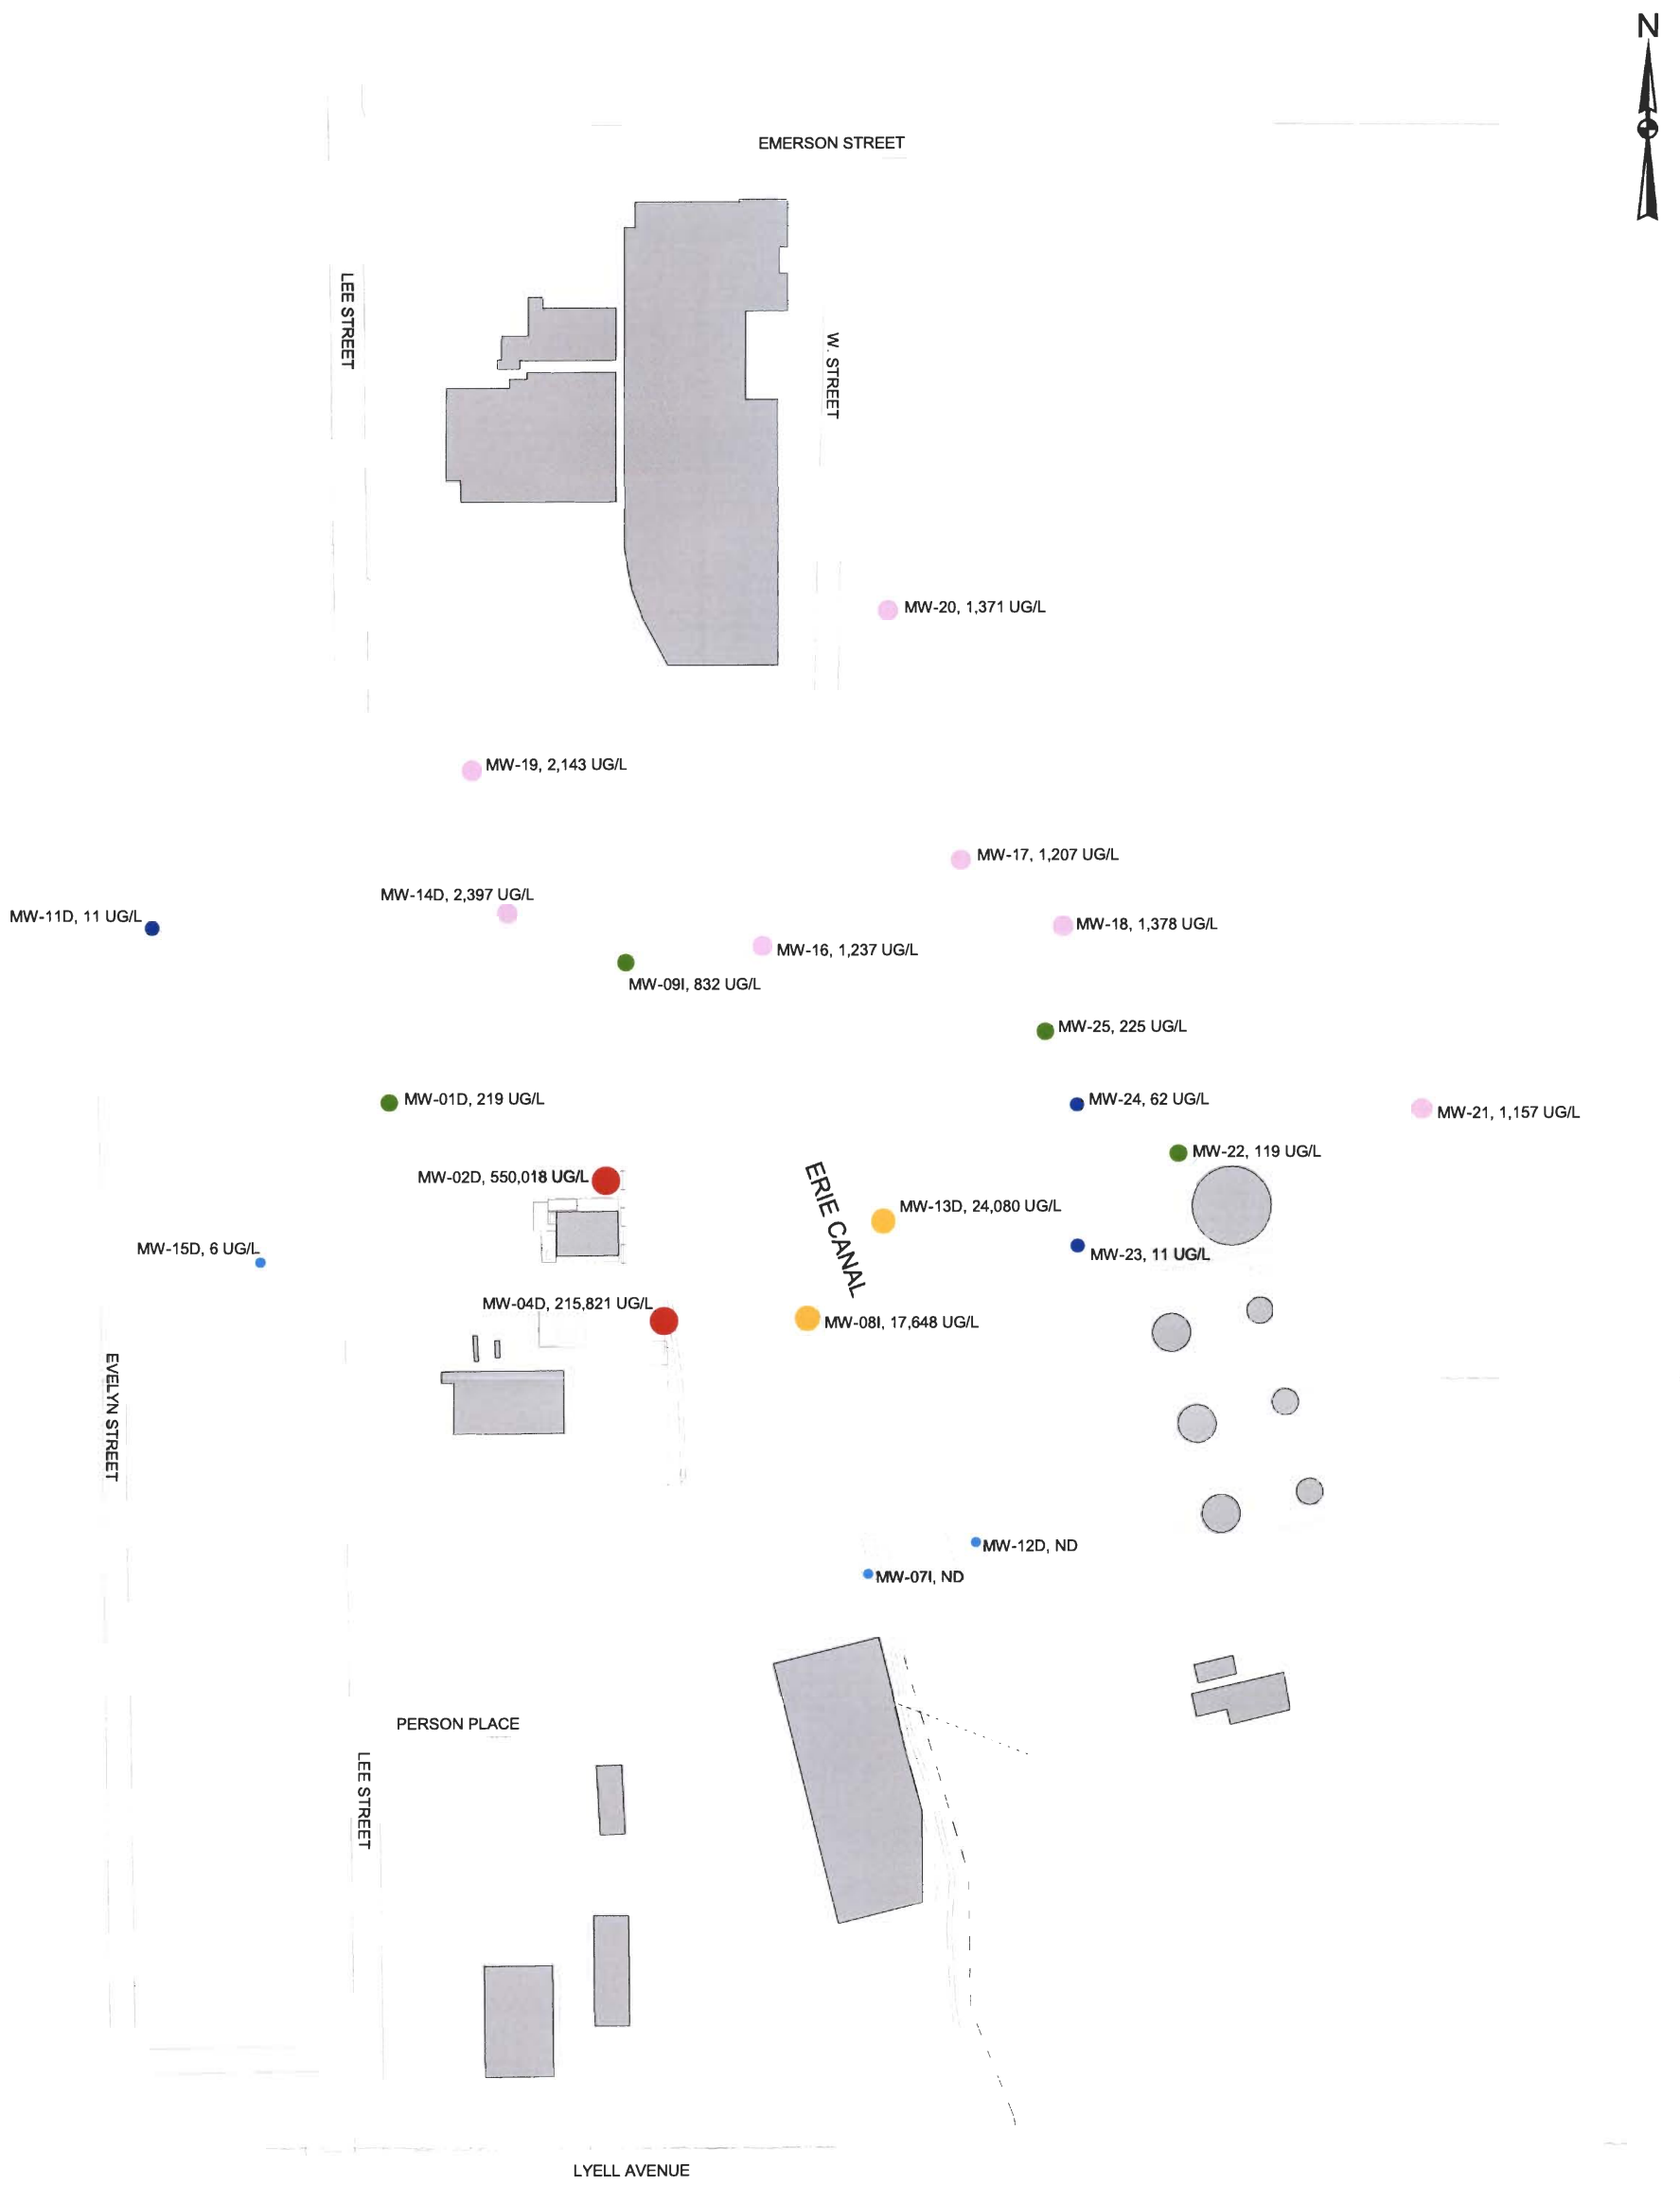 N
EMERSON STREET
LEE STREET
W. STREET
MW-20, 1,371 UG/L
MW-19, 2,143 UG/L
MW-17, 1,207 UG/L
MW-14D, 2,397 UG/L
MW-11D, 11 UG/L
MW-18, 1,378 UG/L
MW-16, 1,237 UG/L
MW-09I, 832 UG/L
MW-25, 225 UG/L
MW-01D, 219 UG/L
MW-24, 62 UG/L
MW-21, 1,157 UG/L
MW-22, 119 UG/L
MW-02D, 550,018 UG/L
ERIE CANAL
MW-13D, 24,080 UG/L
MW-15D, 6 UG/L
MW-23, 11 UG/L
MW-04D, 215,821 UG/L
MW-08I, 17,648 UG/L
EVELYN STREET
MW-12D, ND
MW-07I, ND
PERSON PLACE
LEE STREET
LYELL AVENUE